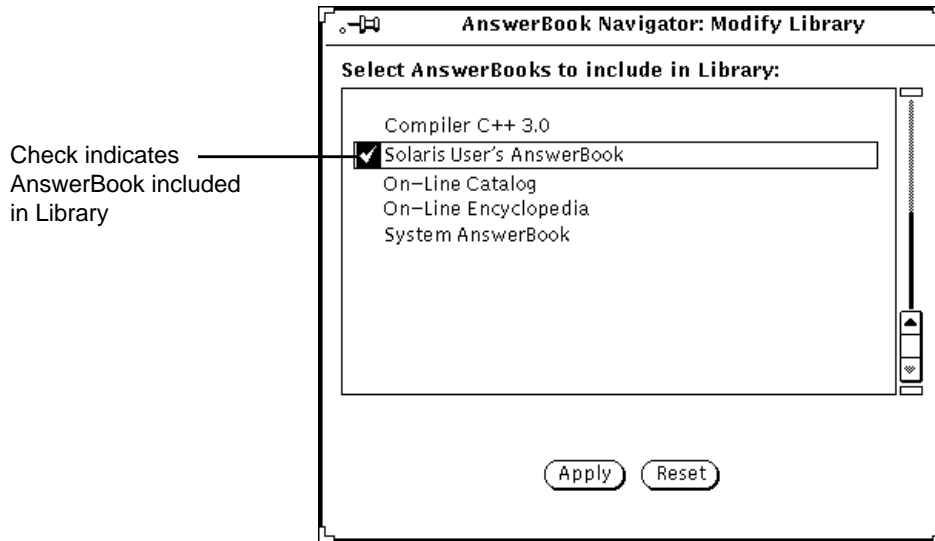 AnswerBook Navigator: Modify Library
Select AnswerBooks to include in Library:
Compiler C++ 3.0
Solaris User's AnswerBook
On-Line Catalog
On-Line Encyclopedia
System AnswerBook
Check indicates
AnswerBook included
in Library
Apply
Reset